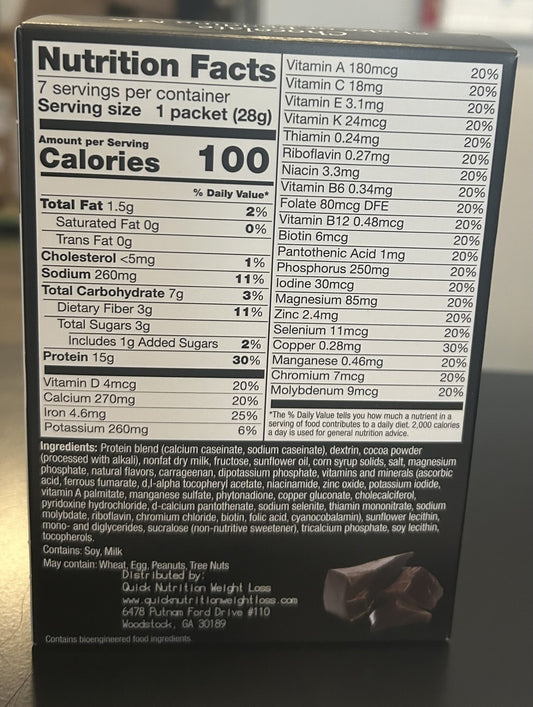 Nutrition Facts
7 servings per container
Serving size 1 packet (28g)
Amount per Serving
Calories 100
% Daily Value*
Total Fat 1.5g 2%
Saturated Fat 0g 0%
Trans Fat 0g
Cholesterol <5mg 1%
Sodium 260mg 11%
Total Carbohydrate 7g 3%
Dietary Fiber 3g 11%
Total Sugars 3g
Includes 1g Added Sugars 2%
Protein 15g 30%
Vitamin D 4mcg 20%
Calcium 270mg 20%
Iron 4.6mg 25%
Potassium 260mg 6%
Vitamin A 180mcg 20%
Vitamin C 18mg 20%
Vitamin E 3.1mg 20%
Vitamin K 24mcg 20%
Thiamin 0.24mg 20%
Riboflavin 0.27mg 20%
Niacin 3.3mg 20%
Vitamin B6 0.34mg 20%
Folate 80mcg DFE 20%
Vitamin B12 0.48mcg 20%
Biotin 6mcg 20%
Pantothenic Acid 1mg 20%
Phosphorus 250mg 20%
Iodine 30mcg 20%
Magnesium 85mg 20%
Zinc 2.4mg 20%
Selenium 11mcg 20%
Copper 0.28mg 30%
Manganese 0.46mg 20%
Chromium 7mcg 20%
Molybdenum 9mcg 20%
*The % Daily Value tells you how much a nutrient in a
serving of food contributes to a daily diet. 2,000 calories
a day is used for general nutrition advice.
Ingredients: Protein blend (calcium caseinate, sodium caseinate), dextrin, cocoa powder
(processed with alkali), nonfat dry milk, fructose, sunflower oil, corn syrup solids, salt, magnesium
phosphate, natural flavors, carrageenan, dipotassium phosphate, vitamins and minerals (ascorbic
acid, ferrous fumarate, d,l-alpha tocopheryl acetate, niacinamide, zinc oxide, potassium iodide,
vitamin A palmitate, manganese sulfate, phytonadione, copper gluconate, cholecalciferol,
pyridoxine hydrochloride, d-calcium pantothenate, sodium selenite, thiamin mononitrate, sodium
molybdate, riboflavin, chromium chloride, biotin, folic acid, cyanocobalamin), sunflower lecithin,
mono- and diglycerides, sucralose (non-nutritive sweetener), tricalcium phosphate, soy lecithin,
tocopherols.
Contains: Soy, Milk
May contain: Wheat, Egg, Peanuts, Tree Nuts
Distributed by:
Quick Nutrition Weight Loss
www.quicknutritionweightloss.com
6478 Putnam Ford Drive #110
Woodstock, GA 30189
Contains bioengineered food ingredients